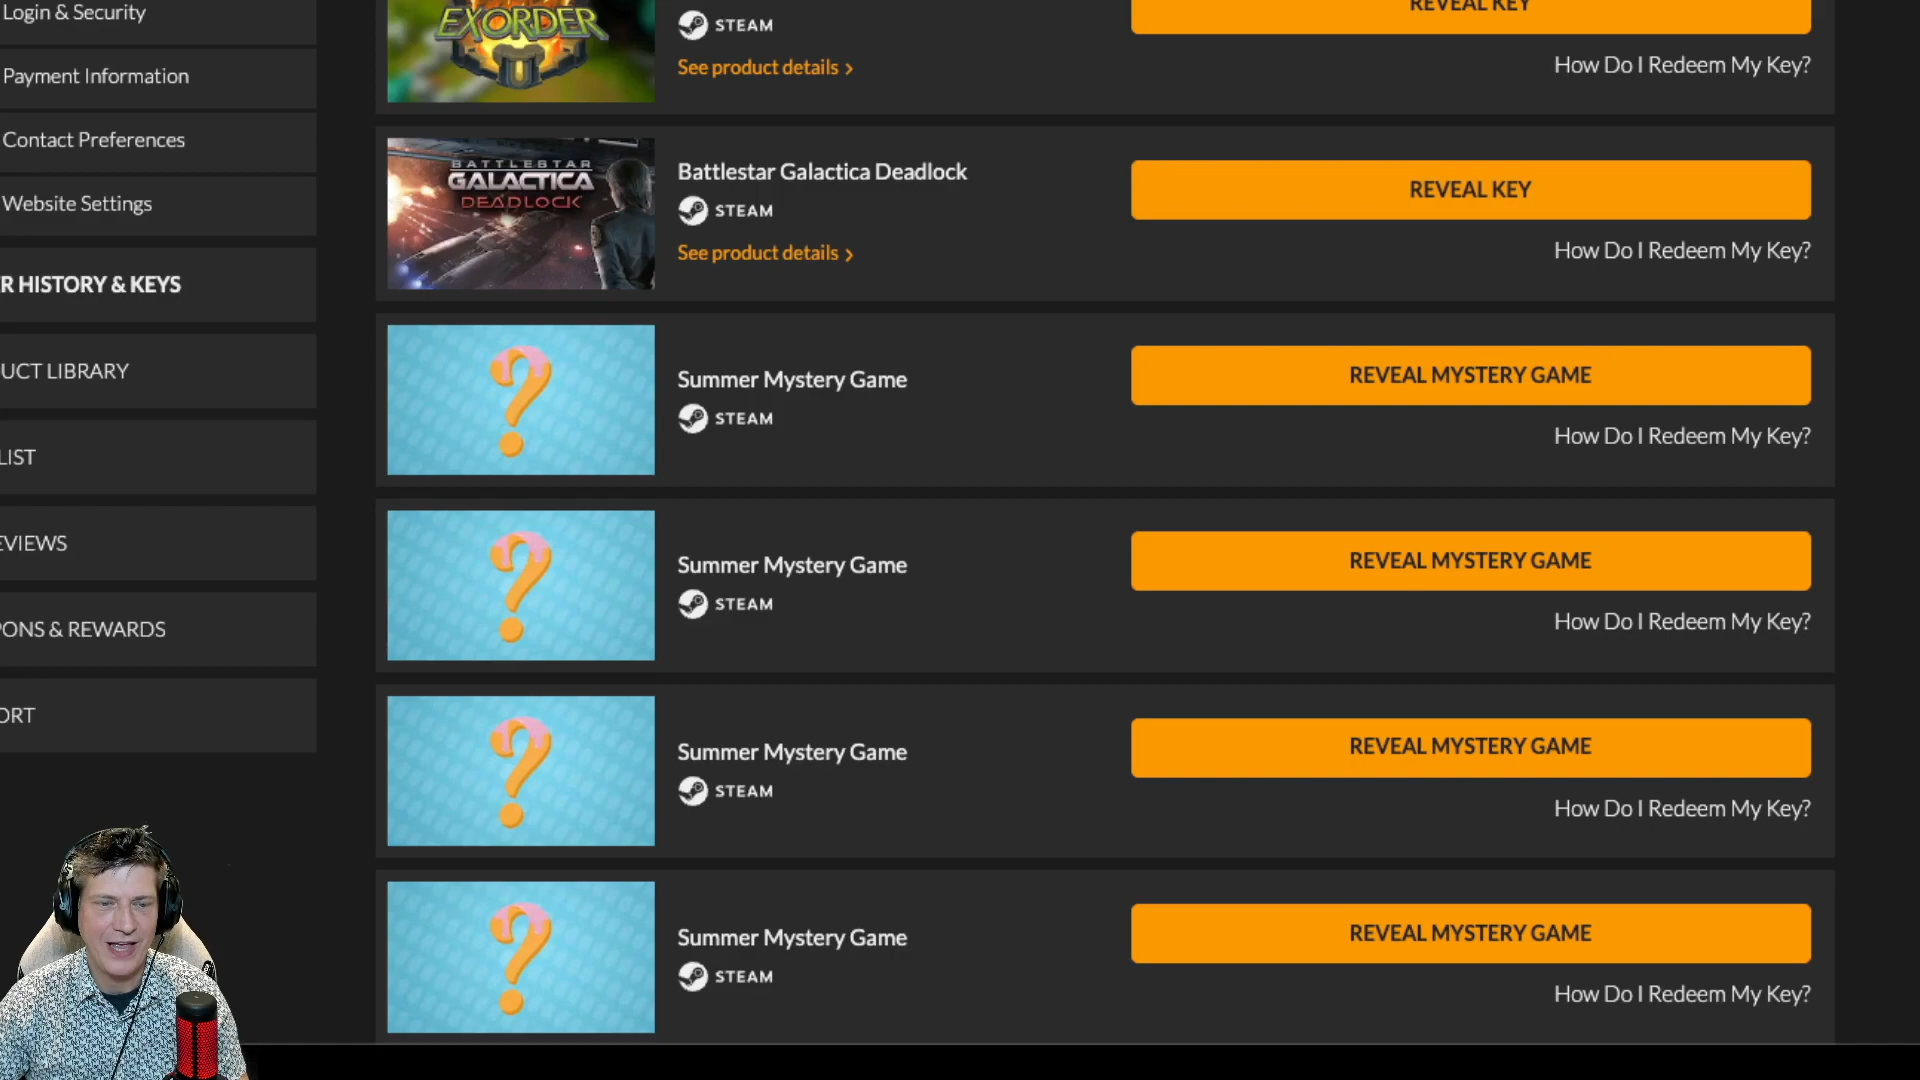 Login & Security
Payment Information
Contact Preferences
Website Settings
R HISTORY & KEYS
UCT LIBRARY
LIST
EVIEWS
PONS & REWARDS
ORT
EXORDER
STEAM
See product details >
REVEAL KEY
How Do I Redeem My Key?
BATTLESTAR
GALACTICA
DEADLOCK
Battlestar Galactica Deadlock
STEAM
See product details >
REVEAL KEY
How Do I Redeem My Key?
?
Summer Mystery Game
STEAM
REVEAL MYSTERY GAME
How Do I Redeem My Key?
?
Summer Mystery Game
STEAM
REVEAL MYSTERY GAME
How Do I Redeem My Key?
?
Summer Mystery Game
STEAM
REVEAL MYSTERY GAME
How Do I Redeem My Key?
?
Summer Mystery Game
STEAM
REVEAL MYSTERY GAME
How Do I Redeem My Key?